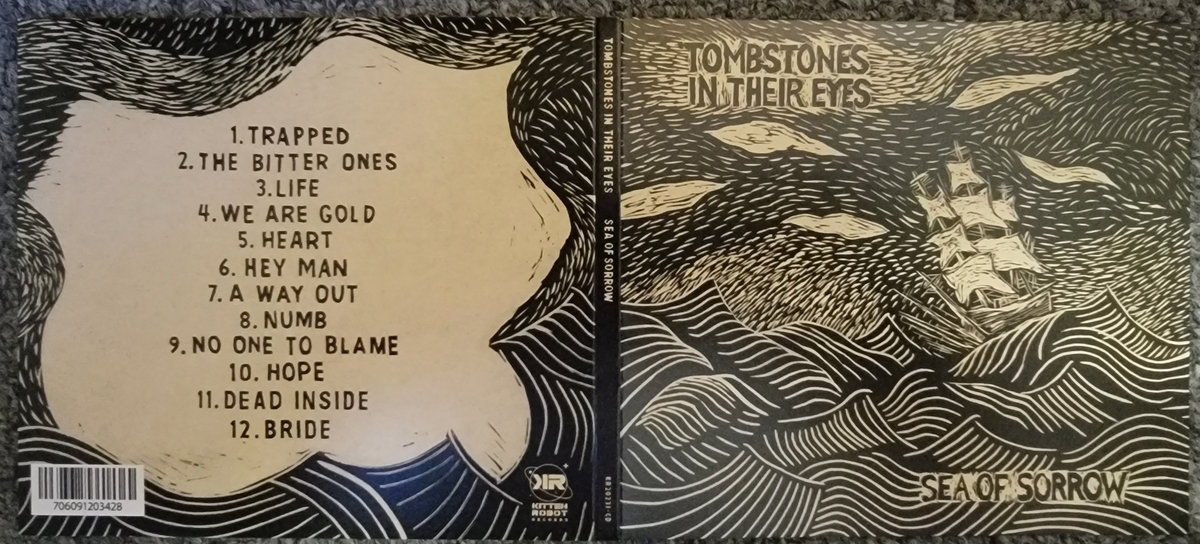 1. TRAPPED
2. THE BITTER ONES
3. LIFE
4. WE ARE GOLD
5. HEART
6. HEY MAN
7. A WAY OUT
8. NUMB
9. NO ONE TO BLAME
10. HOPE
11. DEAD INSIDE
12. BRIDE
706091203428
KR
KITTEN
ROBOT
RECORDS
TOMBSTONES IN THEIR EYES SEA OF SORROW
TOMBSTONES
IN THEIR EYES
SEA OF SORROW